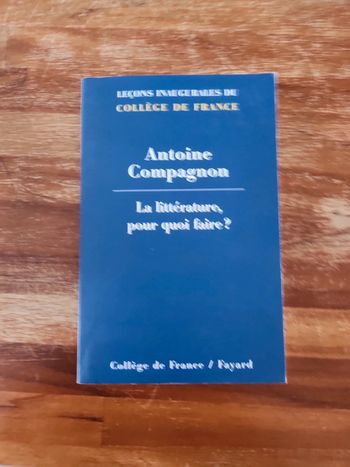 LEÇONS INAUGURALES DU
COLLÈGE DE FRANCE
Antoine
Compagnon
La littérature,
pour quoi faire ?
Collège de France / Fayard